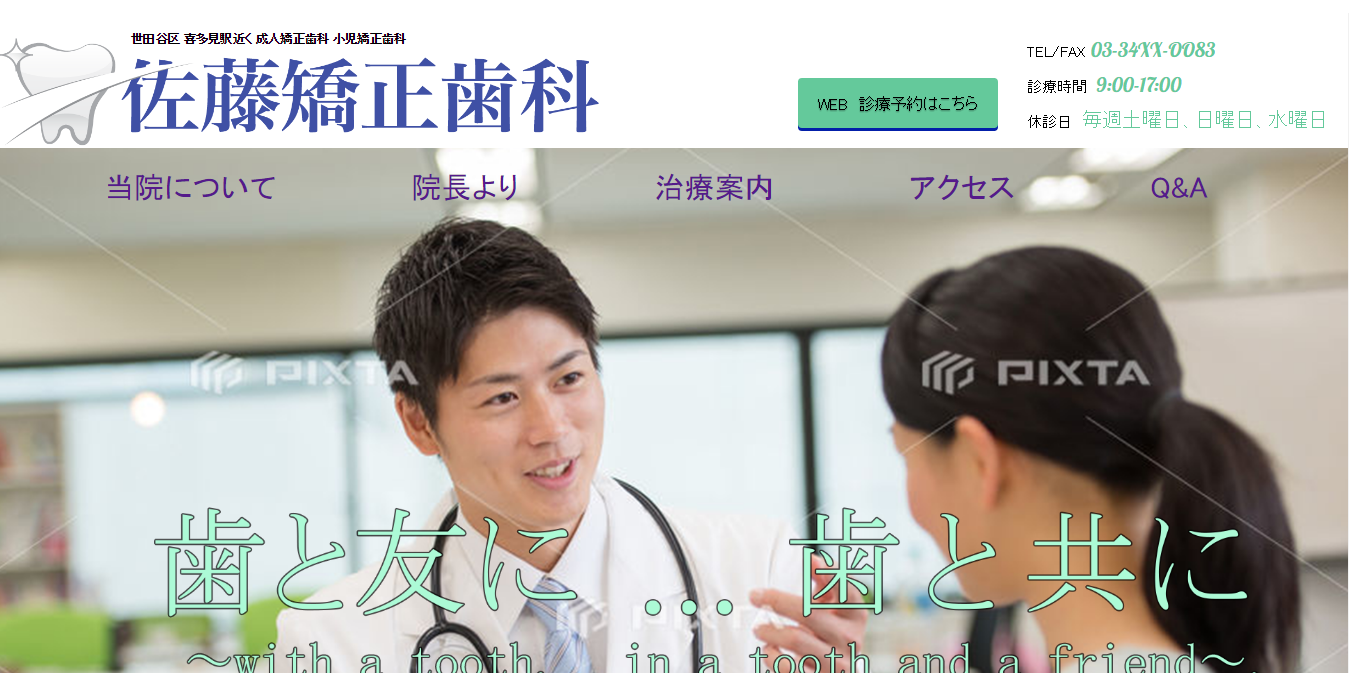 世田谷区 喜多見駅近く 成人矯正歯科 小児矯正歯科
佐藤矯正歯科
WEB 診療予約はこちら
TEL/FAX 03-34XX-0083
診療時間 9:00-17:00
休診日 毎週土曜日、日曜日、水曜日
当院について 院長より 治療案内 アクセス Q&A
PIXTA PIXTA
歯と友に ... 歯と共に
PIXTA
～with a tooth. in a tooth and a friend～.